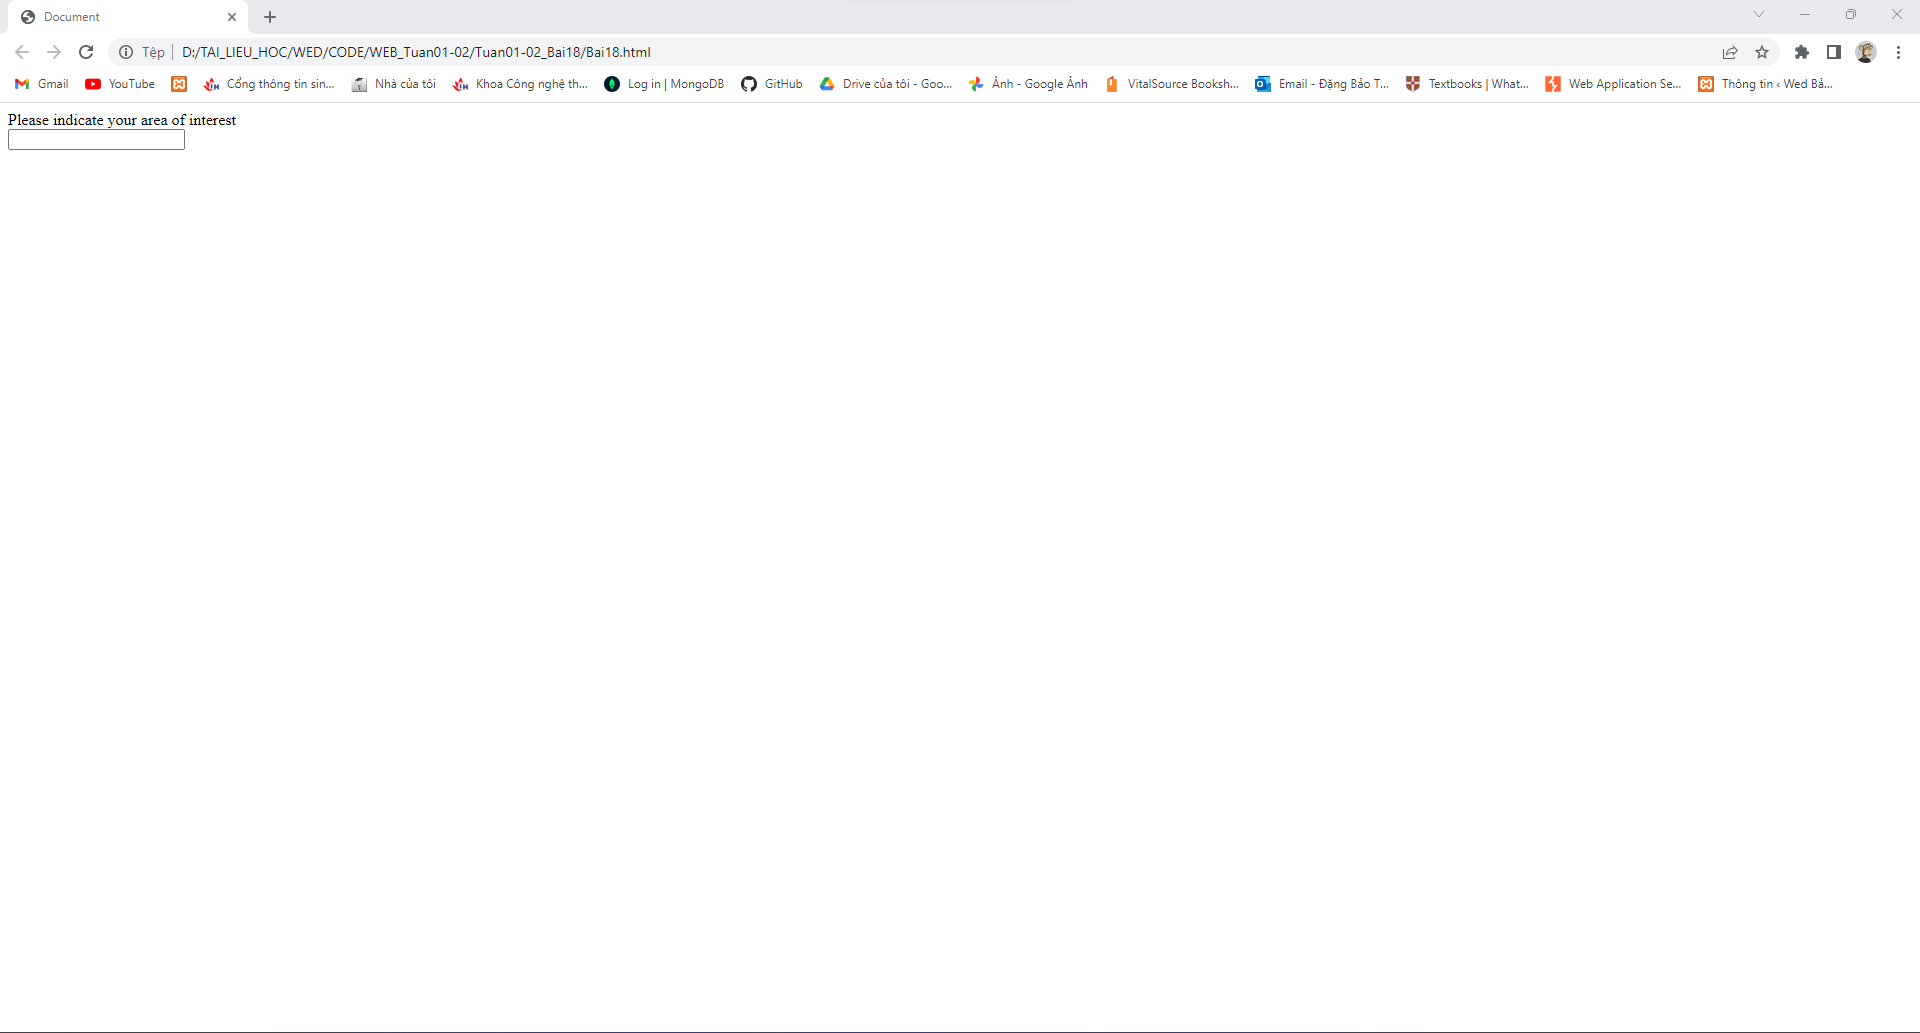 Document
Tệp D:/TAI_LIEU_HOC/WED/CODE/WEB_Tuan01-02/Tuan01-02_Bai18/Bai18.html
Gmail YouTube Cổng thông tin sin... Nhà của tôi Khoa Công nghệ th... Log in | MongoDB GitHub Drive của tôi - Goo... Ảnh - Google Ảnh VitalSource Booksh... Email - Đặng Bảo T... Textbooks | What... Web Application Se... Thông tin ‹ Wed Bả...
Please indicate your area of interest